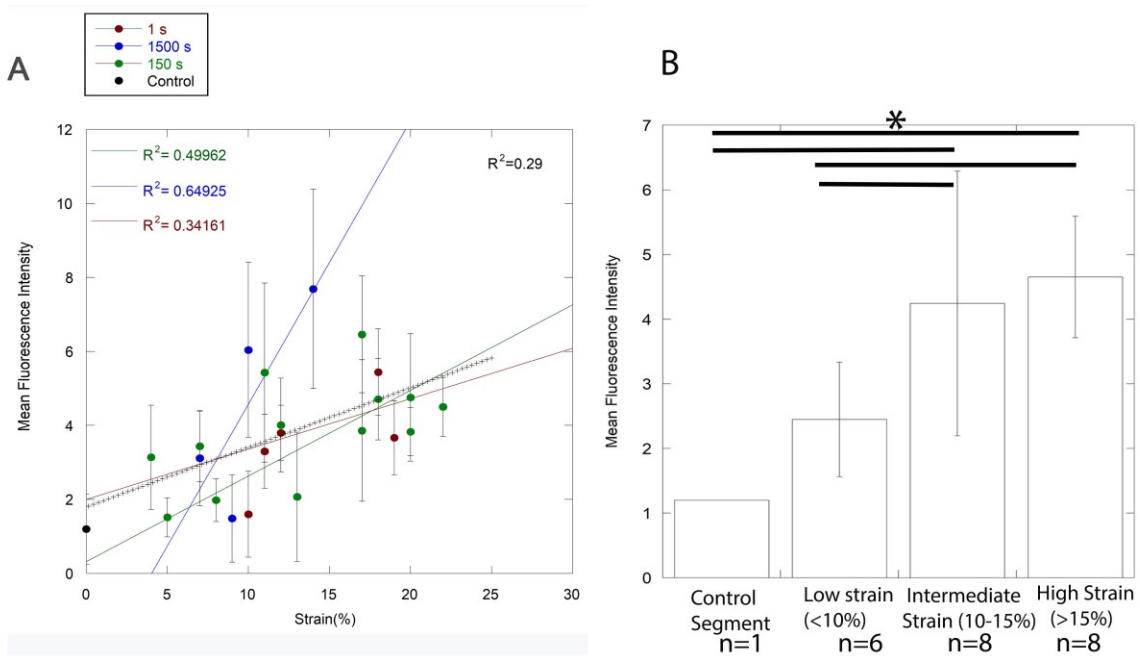 1 s
1500 s
150 s
Control
A
12
10
8
6
4
2
0
R²= 0.49962
R²= 0.64925
R²= 0.34161
R²=0.29
Mean Fluorescence Intensity
0 5 10 15 20 25 30
Strain(%)
B
*
7
6
5
4
3
2
1
0
Mean Fluorescence Intensity
Control
Segment
n=1
Low strain
(<10%)
n=6
Intermediate
Strain (10-15%)
n=8
High Strain
(>15%)
n=8